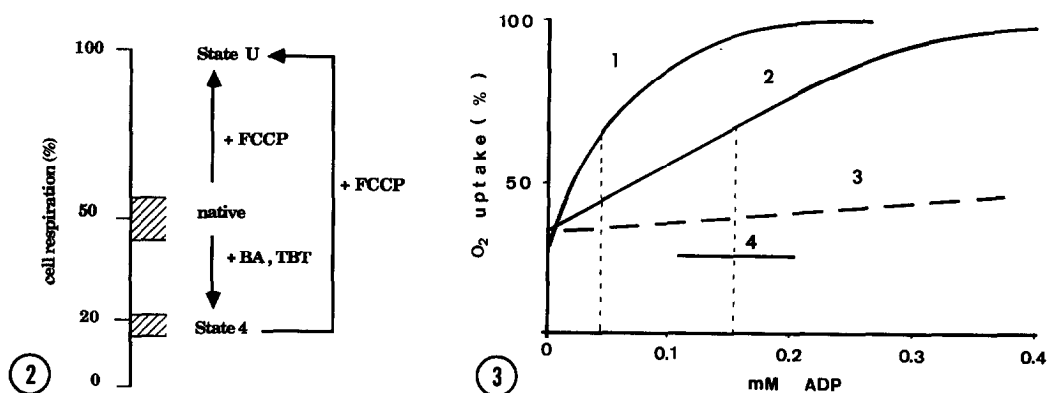 100
50
20
0
cell respiration (%)
State U
+ FCCP
+ FCCP
native
+ BA , TBT
State 4
2
100
50
O2 uptake ( % )
1
2
3
4
0
0.1
0.2
0.3
0.4
mM ADP
3